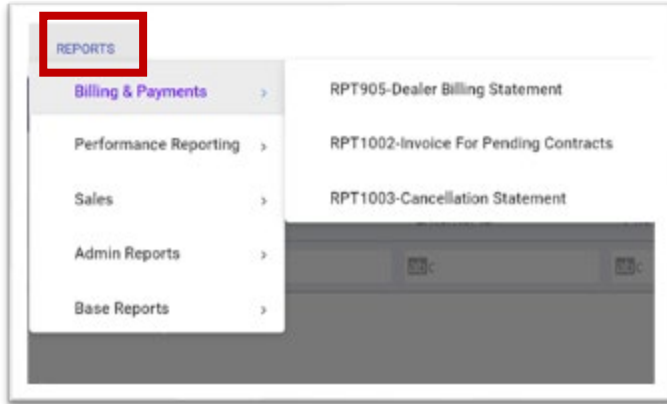 REPORTS
Billing & Payments
Performance Reporting
Sales
Admin Reports
Base Reports
RPT905-Dealer Billing Statement
RPT1002-Invoice For Pending Contracts
RPT1003-Cancellation Statement